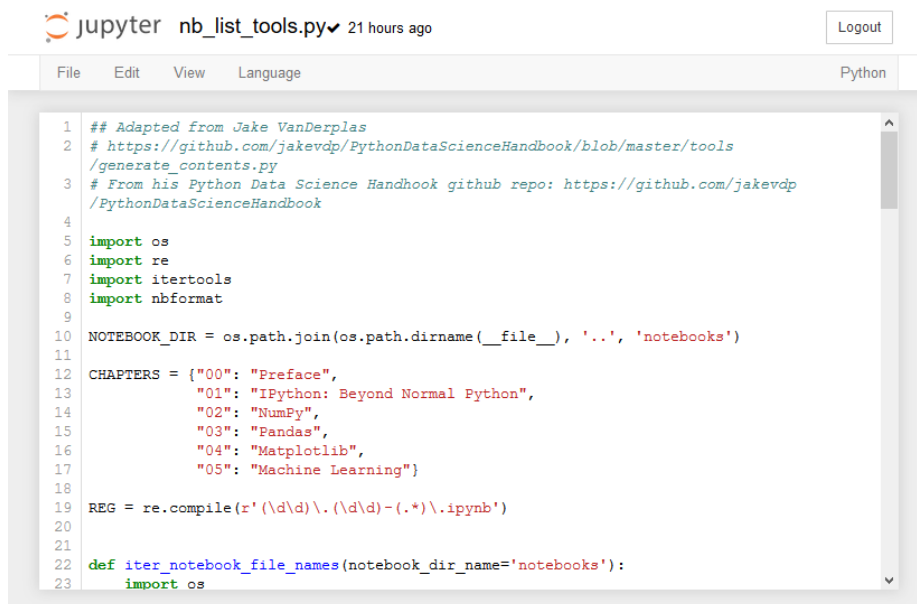 jupyter nb_list_tools.py✔ 21 hours ago Logout
File Edit View Language Python
1 ## Adapted from Jake VanDerplas
2 # https://github.com/jakevdp/PythonDataScienceHandbook/blob/master/tools
/generate_contents.py
3 # From his Python Data Science Handhook github repo: https://github.com/jakevdp
/PythonDataScienceHandbook
4
5 import os
6 import re
7 import itertools
8 import nbformat
9
10 NOTEBOOK_DIR = os.path.join(os.path.dirname(__file__), '..', 'notebooks')
11
12 CHAPTERS = {"00": "Preface",
13 "01": "IPython: Beyond Normal Python",
14 "02": "NumPy",
15 "03": "Pandas",
16 "04": "Matplotlib",
17 "05": "Machine Learning"}
18
19 REG = re.compile(r'(\d\d)\.(\d\d)-(.*)\.ipynb')
20
21
22 def iter_notebook_file_names(notebook_dir_name='notebooks'):
23 import os